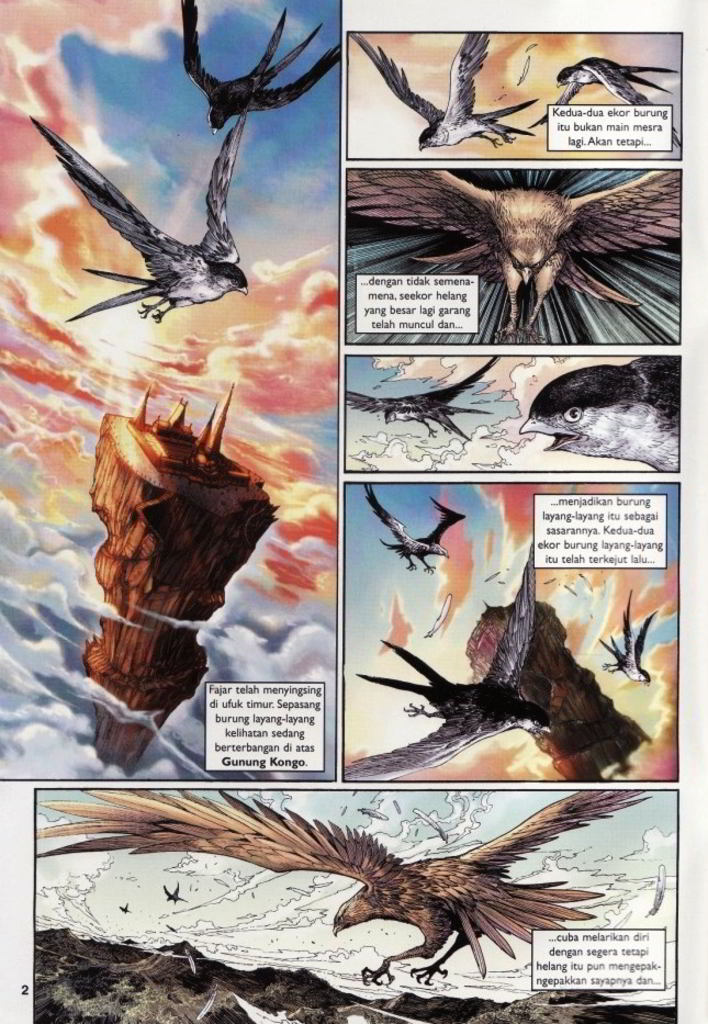 Fajar telah menyingsing
di ufuk timur. Sepasang
burung layang-layang
kelihatan sedang
berterbangan di atas
Gunung Kongo.
Kedua-dua ekor burung
itu bukan main mesra
lagi. Akan tetapi...
...dengan tidak semena-
mena, seekor helang
yang besar lagi garang
telah muncul dan...
...menjadikan burung
layang-layang itu sebagai
sasarannya. Kedua-dua
ekor burung layang-layang
itu telah terkejut lalu...
...cuba melarikan diri
dengan segera tetapi
helang itu pun mengepak-
ngepakkan sayapnya dan...
2